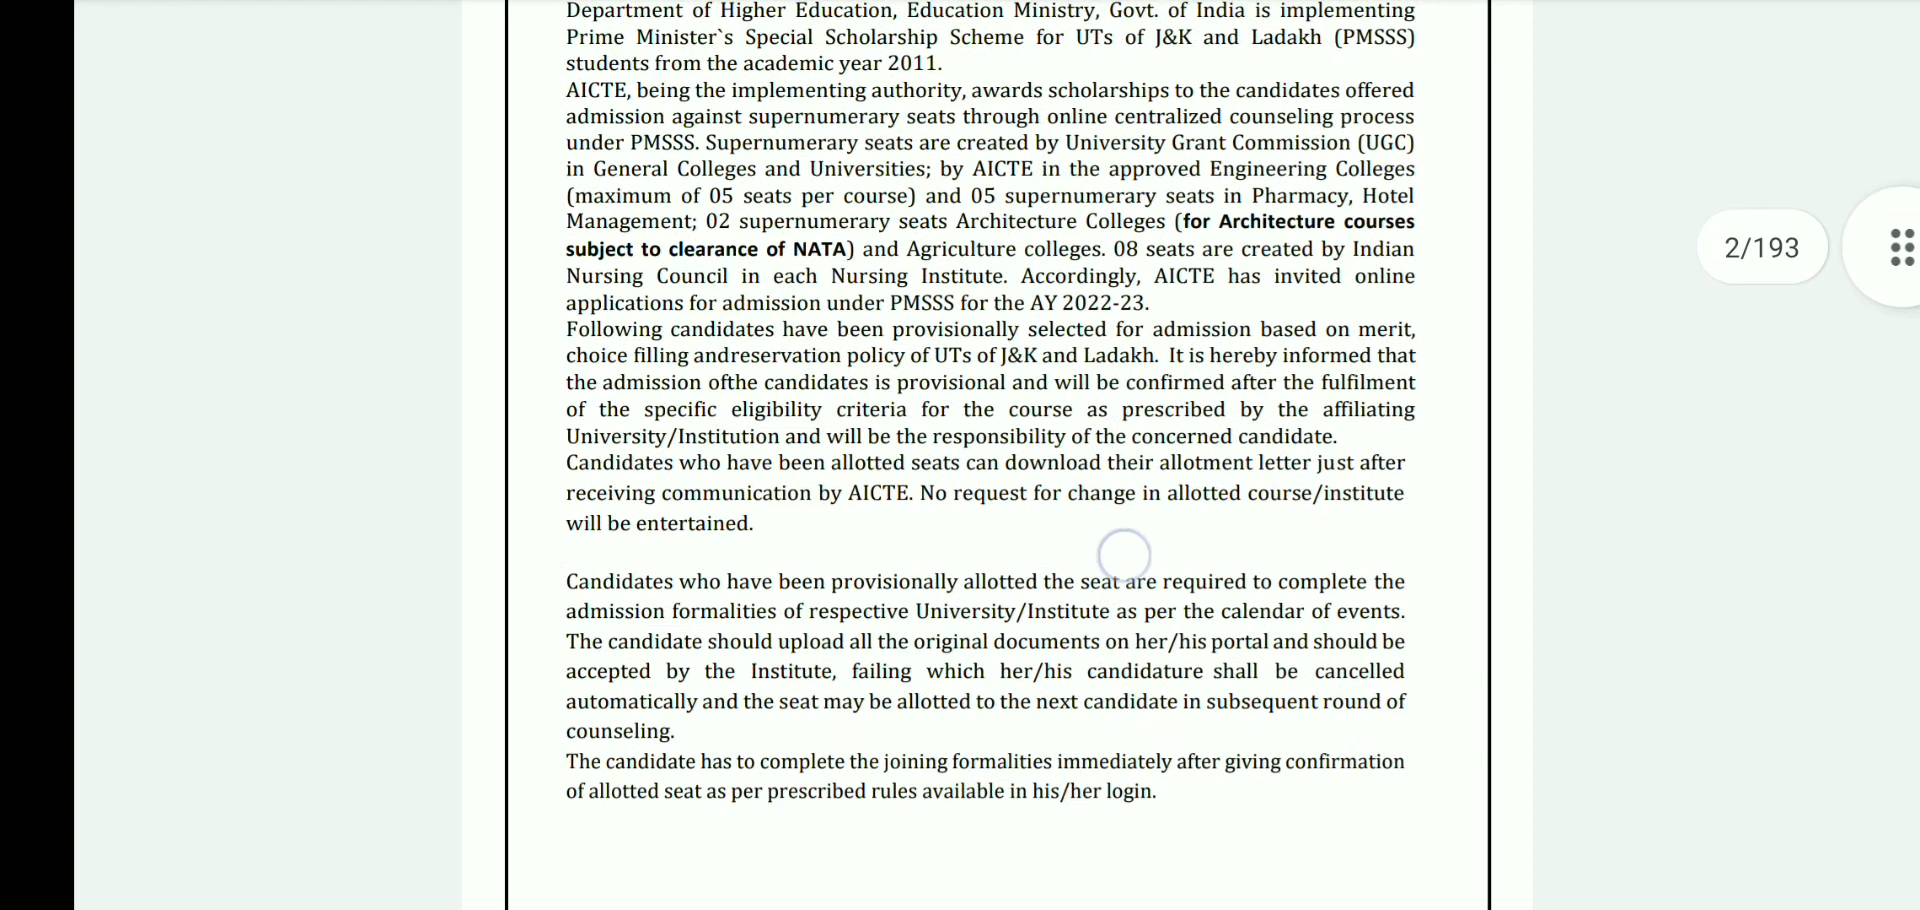 Department of Higher Education, Education Ministry, Govt. of India is implementing
Prime Minister`s Special Scholarship Scheme for UTs of J&K and Ladakh (PMSSS)
students from the academic year 2011.
AICTE, being the implementing authority, awards scholarships to the candidates offered
admission against supernumerary seats through online centralized counseling process
under PMSSS. Supernumerary seats are created by University Grant Commission (UGC)
in General Colleges and Universities; by AICTE in the approved Engineering Colleges
(maximum of 05 seats per course) and 05 supernumerary seats in Pharmacy, Hotel
Management; 02 supernumerary seats Architecture Colleges (for Architecture courses
subject to clearance of NATA) and Agriculture colleges. 08 seats are created by Indian
Nursing Council in each Nursing Institute. Accordingly, AICTE has invited online
applications for admission under PMSSS for the AY 2022-23.
Following candidates have been provisionally selected for admission based on merit,
choice filling andreservation policy of UTs of J&K and Ladakh. It is hereby informed that
the admission ofthe candidates is provisional and will be confirmed after the fulfilment
of the specific eligibility criteria for the course as prescribed by the affiliating
University/Institution and will be the responsibility of the concerned candidate.
Candidates who have been allotted seats can download their allotment letter just after
receiving communication by AICTE. No request for change in allotted course/institute
will be entertained.
Candidates who have been provisionally allotted the seat are required to complete the
admission formalities of respective University/Institute as per the calendar of events.
The candidate should upload all the original documents on her/his portal and should be
accepted by the Institute, failing which her/his candidature shall be cancelled
automatically and the seat may be allotted to the next candidate in subsequent round of
counseling.
The candidate has to complete the joining formalities immediately after giving confirmation
of allotted seat as per prescribed rules available in his/her login.
2/193